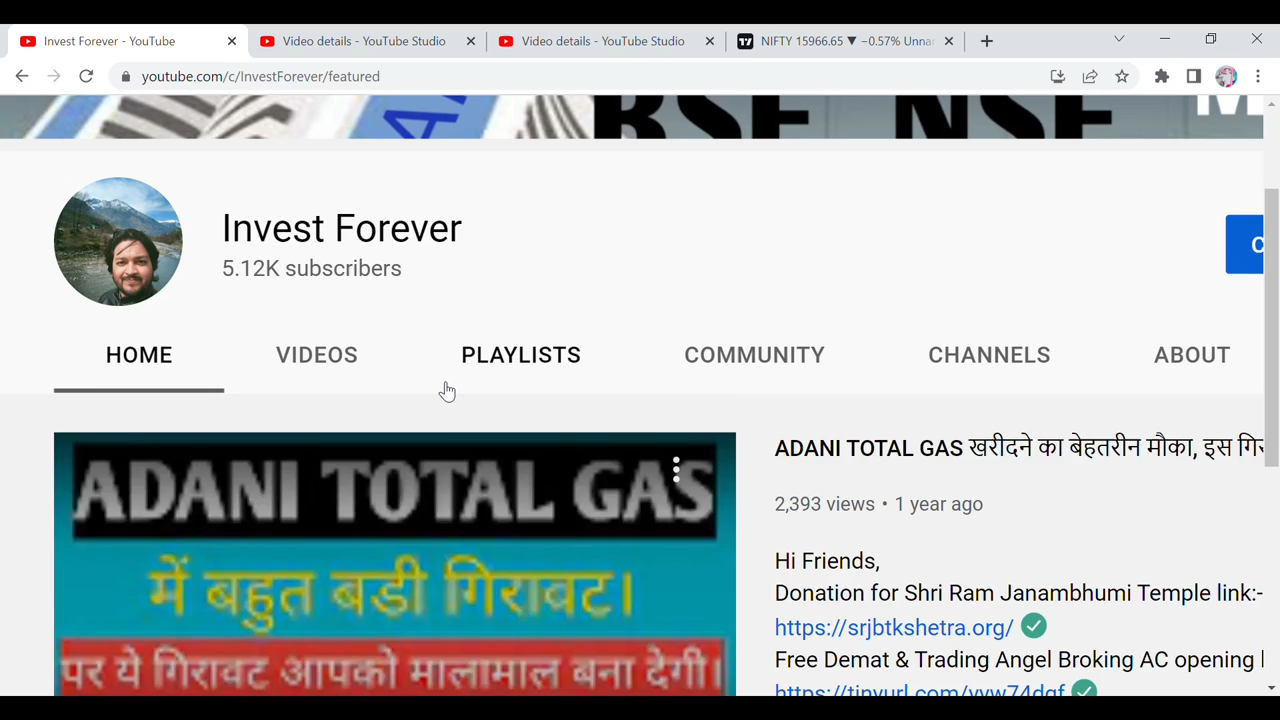 Invest Forever - YouTube
Video details - YouTube Studio
Video details - YouTube Studio
NIFTY 15966.65 ▼ −0.57% Unna
youtube.com/c/InvestForever/featured
BSE NSE M
Invest Forever
5.12K subscribers
C
HOME VIDEOS PLAYLISTS COMMUNITY CHANNELS ABOUT
ADANI TOTAL GAS
में बहुत बडी गिरावट।
पर ये गिरावट आपको मालामाल बना देगी।
ADANI TOTAL GAS खरीदने का बेहतरीन मौका, इस गिर
2,393 views • 1 year ago
Hi Friends,
Donation for Shri Ram Janambhumi Temple link:-
https://srjbtkshetra.org/
Free Demat & Trading Angel Broking AC opening l
https://tinyurl.com/yyw74dgf